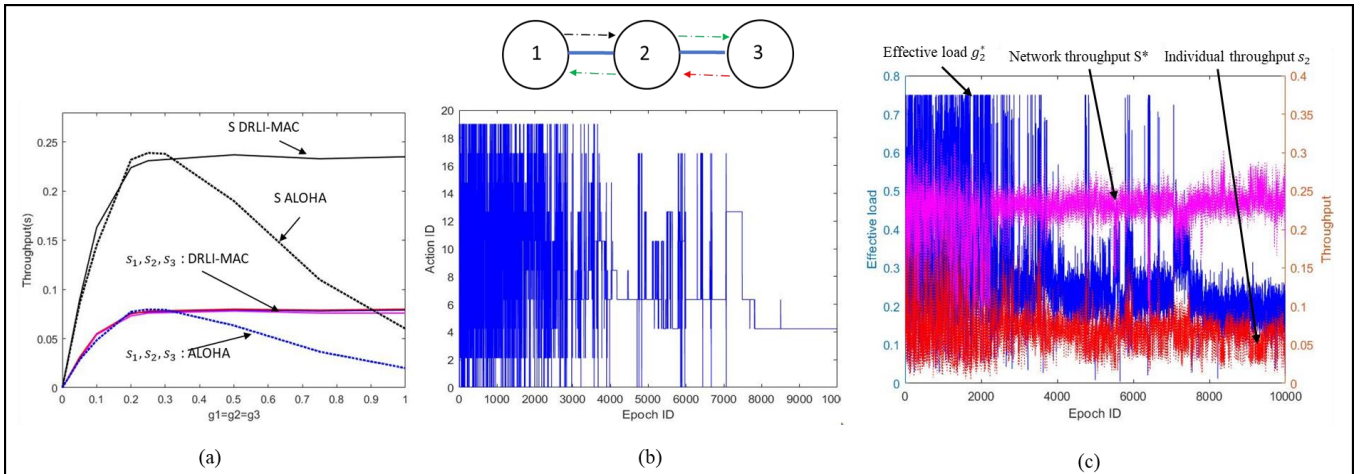 1
2
3
S DRLI-MAC
S ALOHA
s₁, s₂, s₃ : DRLI-MAC
s₁, s₂, s₃ : ALOHA
Throughput(s)
0.25
0.2
0.15
0.1
0.05
0
0 0.1 0.2 0.3 0.4 0.5 0.6 0.7 0.8 0.9 1
g1=g2=g3
(a)
Action ID
20
18
16
14
12
10
8
6
4
2
0
0 1000 2000 3000 4000 5000 6000 7000 8000 9000 100
Epoch ID
(b)
Effective load g₂* Network throughput S* Individual throughput s₂
Effective load
0.8
0.7
0.6
0.5
0.4
0.3
0.2
0.1
0
0.4
0.35
0.3
0.25
0.2
0.15
0.1
0.05
0
Throughput
0 2000 4000 6000 8000 10000
Epoch ID
(c)